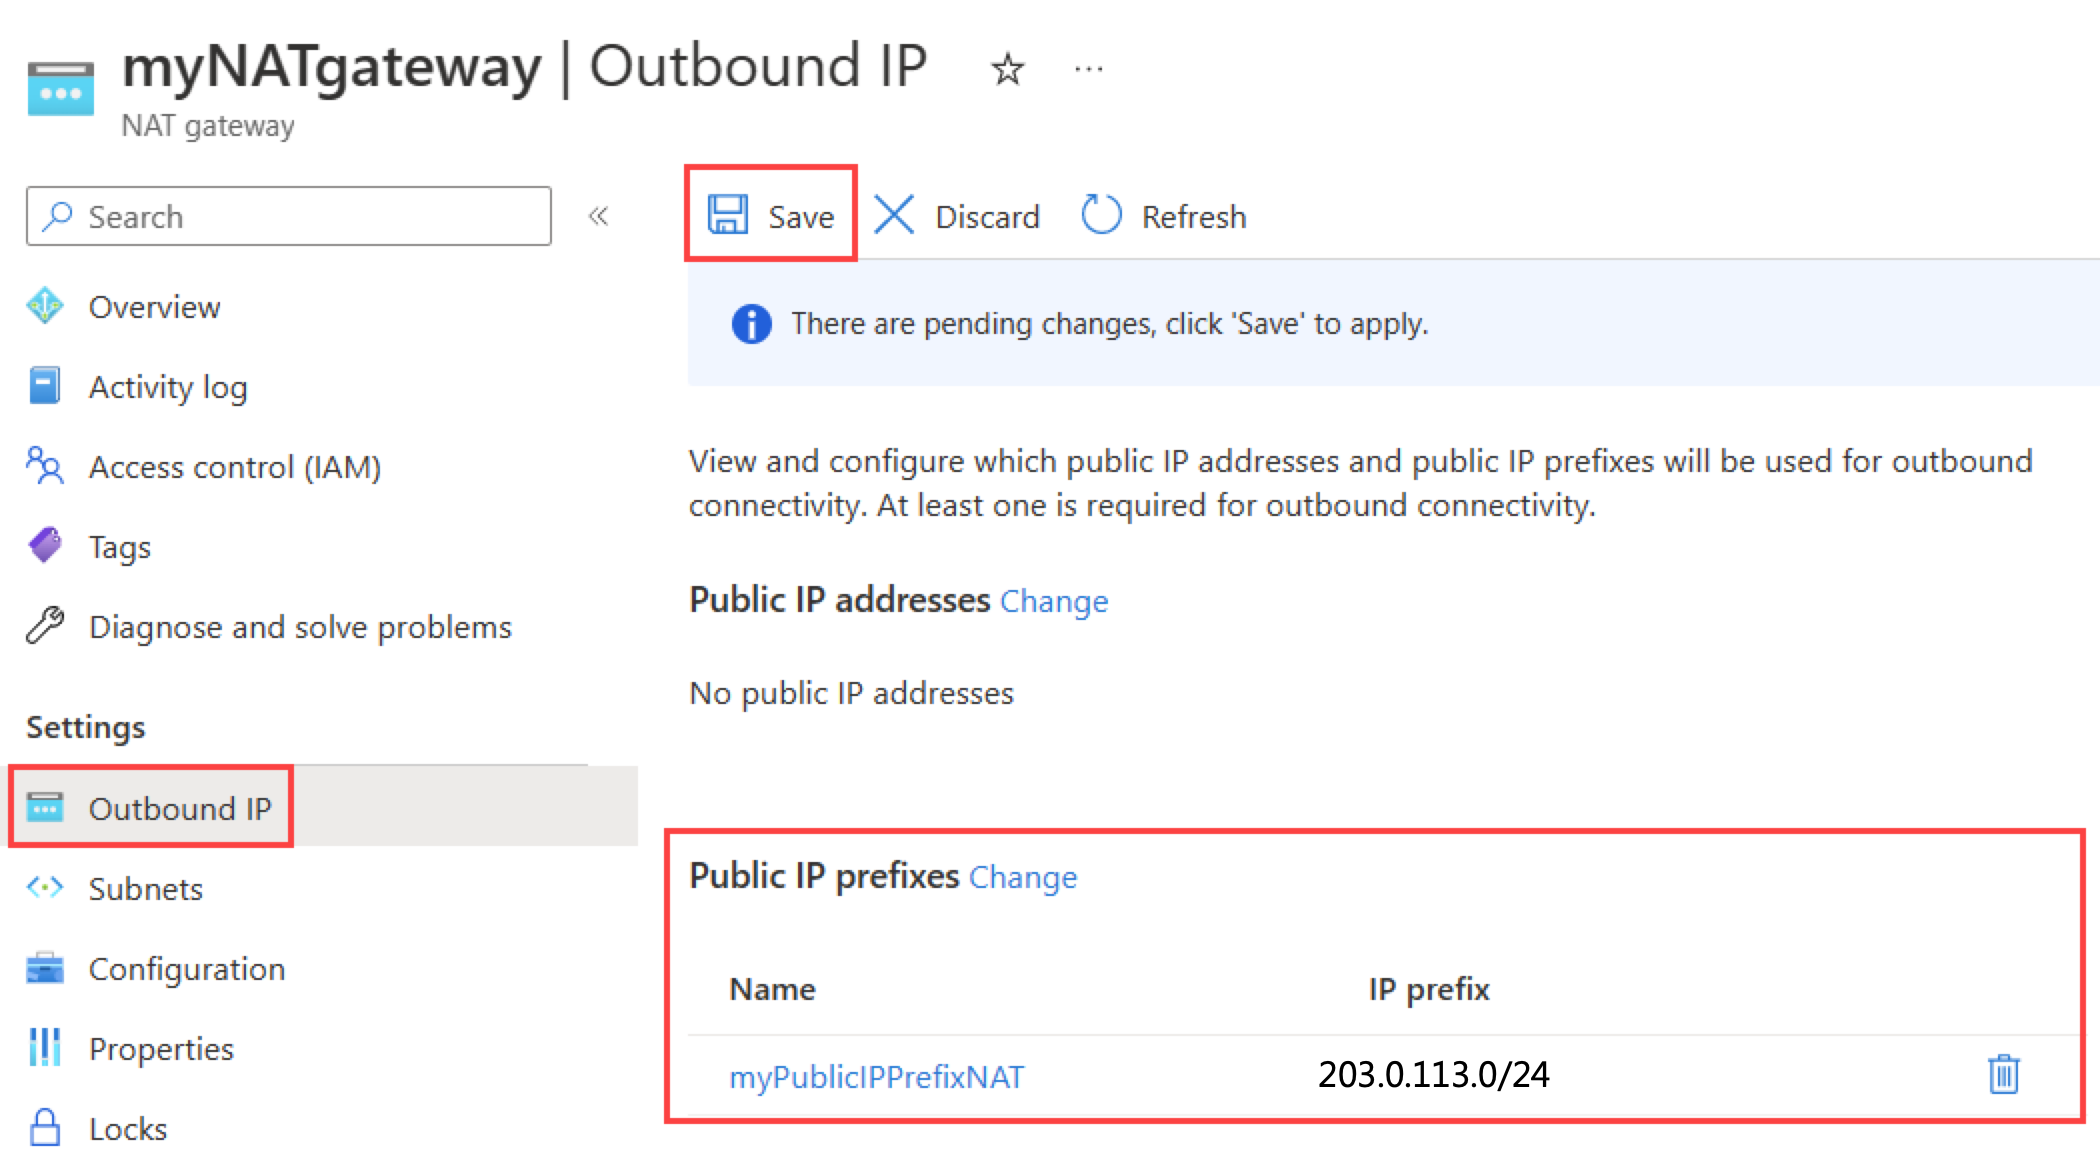 myNATgateway | Outbound IP
NAT gateway
Search
Overview
Activity log
Access control (IAM)
Tags
Diagnose and solve problems
Settings
Outbound IP
Subnets
Configuration
Properties
Locks
Save Discard Refresh
There are pending changes, click 'Save' to apply.
View and configure which public IP addresses and public IP prefixes will be used for outbound
connectivity. At least one is required for outbound connectivity.
Public IP addresses Change
No public IP addresses
Public IP prefixes Change
Name IP prefix
myPublicIPPrefixNAT 203.0.113.0/24